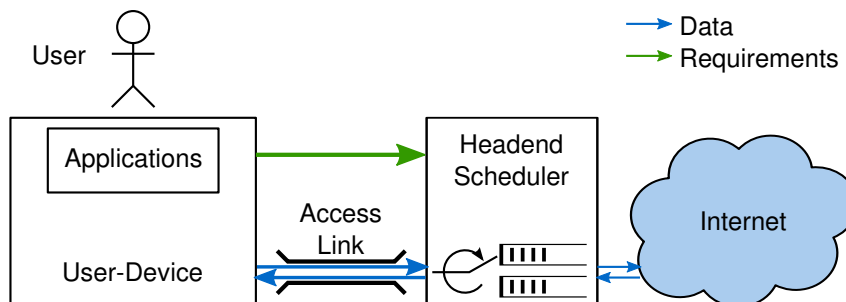 User
Data
Requirements
Applications
User-Device
Access
Link
Headend
Scheduler
Internet